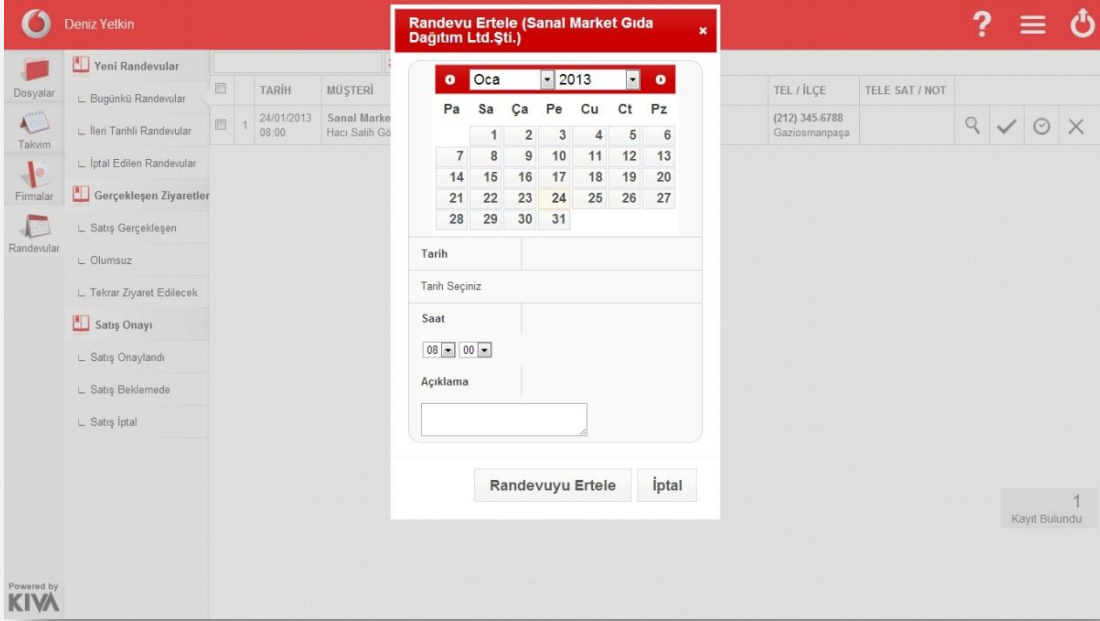 Deniz Yetkin
?
Dosyalar
Takvim
Firmalar
Randevular
Yeni Randevular
Bugünkü Randevular
İleri Tarihli Randevular
İptal Edilen Randevular
Gerçekleşen Ziyaretler
Satış Gerçekleşen
Olumsuz
Tekrar Ziyaret Edilecek
Satış Onayı
Satış Onaylandı
Satış Beklemede
Satış İptal
TARİH MÜŞTERİ TEL / İLÇE TELE SAT / NOT
1 24/01/2013 Sanal Marke (212) 345-6788
08:00 Hacı Salih Gö Gaziosmanpaşa
Randevu Ertele (Sanal Market Gıda
Dağıtım Ltd.Şti.)
Oca 2013
Pa Sa Ça Pe Cu Ct Pz
1 2 3 4 5 6
7 8 9 10 11 12 13
14 15 16 17 18 19 20
21 22 23 24 25 26 27
28 29 30 31
Tarih
Tarih Seçiniz
Saat
08 00
Açıklama
Randevuyu Ertele İptal
1
Kayıt Bulundu
Powered by
KIVA